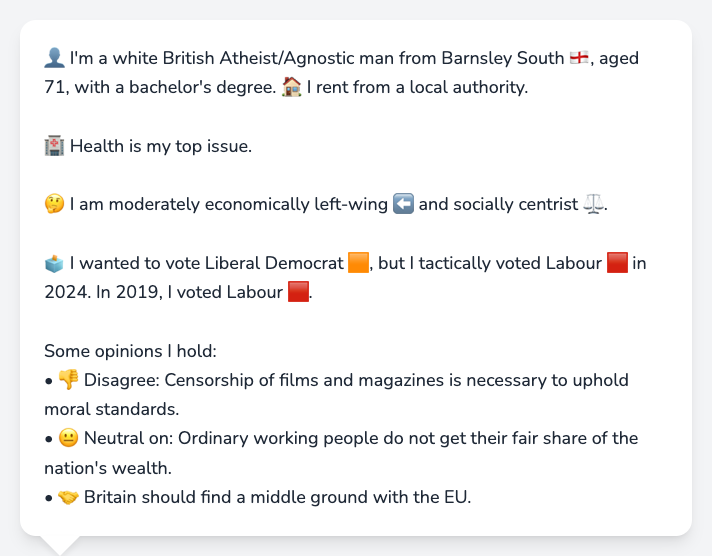 👤 I'm a white British Atheist/Agnostic man from Barnsley South 🏴󠁧󠁢󠁥󠁮󠁧󠁿, aged
71, with a bachelor's degree. 🏠 I rent from a local authority.
🏥 Health is my top issue.
🤔 I am moderately economically left-wing ⬅️ and socially centrist ⚖️.
🗳️ I wanted to vote Liberal Democrat 🟧, but I tactically voted Labour 🟥 in
2024. In 2019, I voted Labour 🟥.
Some opinions I hold:
• 👎 Disagree: Censorship of films and magazines is necessary to uphold
moral standards.
• 😐 Neutral on: Ordinary working people do not get their fair share of the
nation's wealth.
• 🤝 Britain should find a middle ground with the EU.